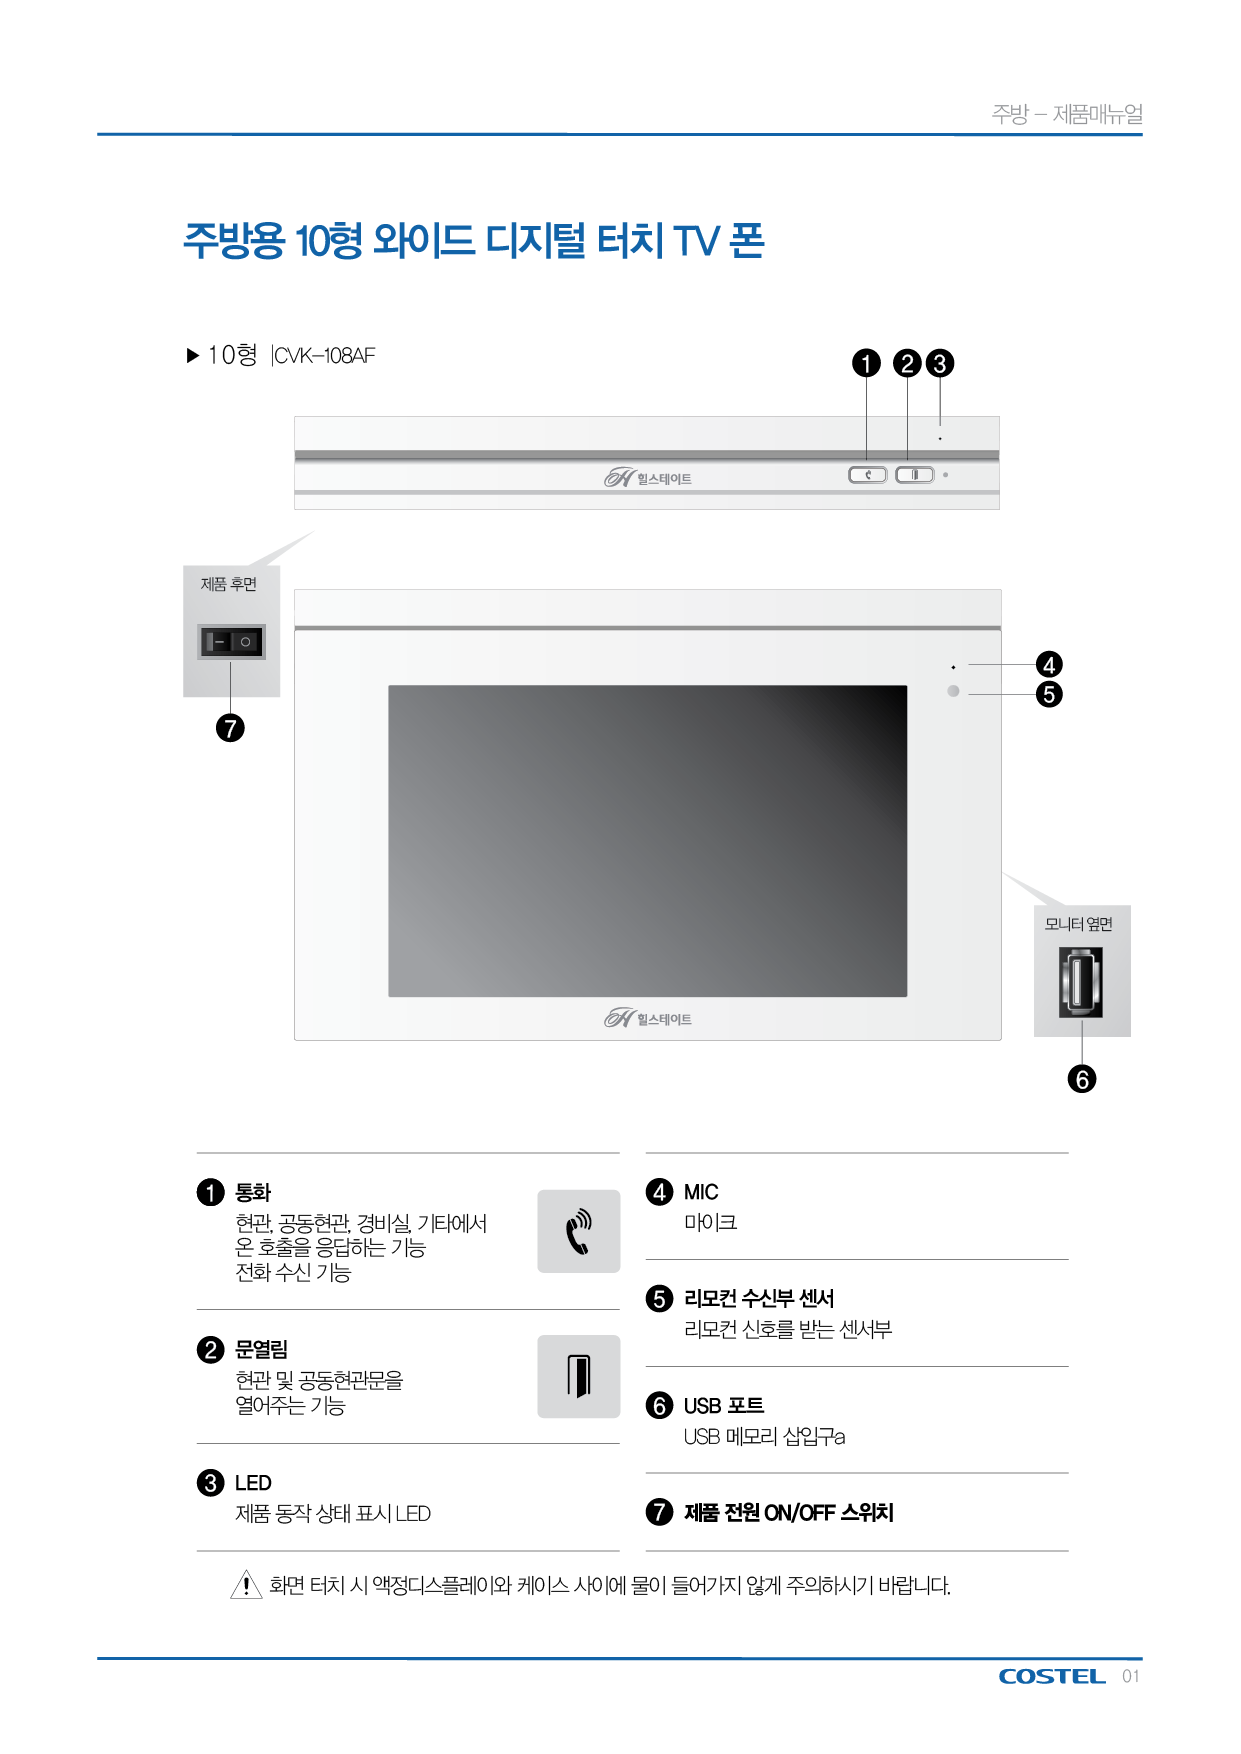 주방 – 제품매뉴얼
주방용 10형 와이드 디지털 터치 TV 폰
▶ 10형 |CVK–108AF
1 2 3
힐스테이트
제품 후면
7
4
5
힐스테이트
모니터 옆면
6
1 통화
현관, 공동현관, 경비실, 기타에서
온 호출을 응답하는 기능
전화 수신 기능
2 문열림
현관 및 공동현관문을
열어주는 기능
3 LED
제품 동작 상태 표시 LED
4 MIC
마이크
5 리모컨 수신부 센서
리모컨 신호를 받는 센서부
6 USB 포트
USB 메모리 삽입구a
7 제품 전원 ON/OFF 스위치
화면 터치 시 액정디스플레이와 케이스 사이에 물이 들어가지 않게 주의하시기 바랍니다.
COSTEL 01